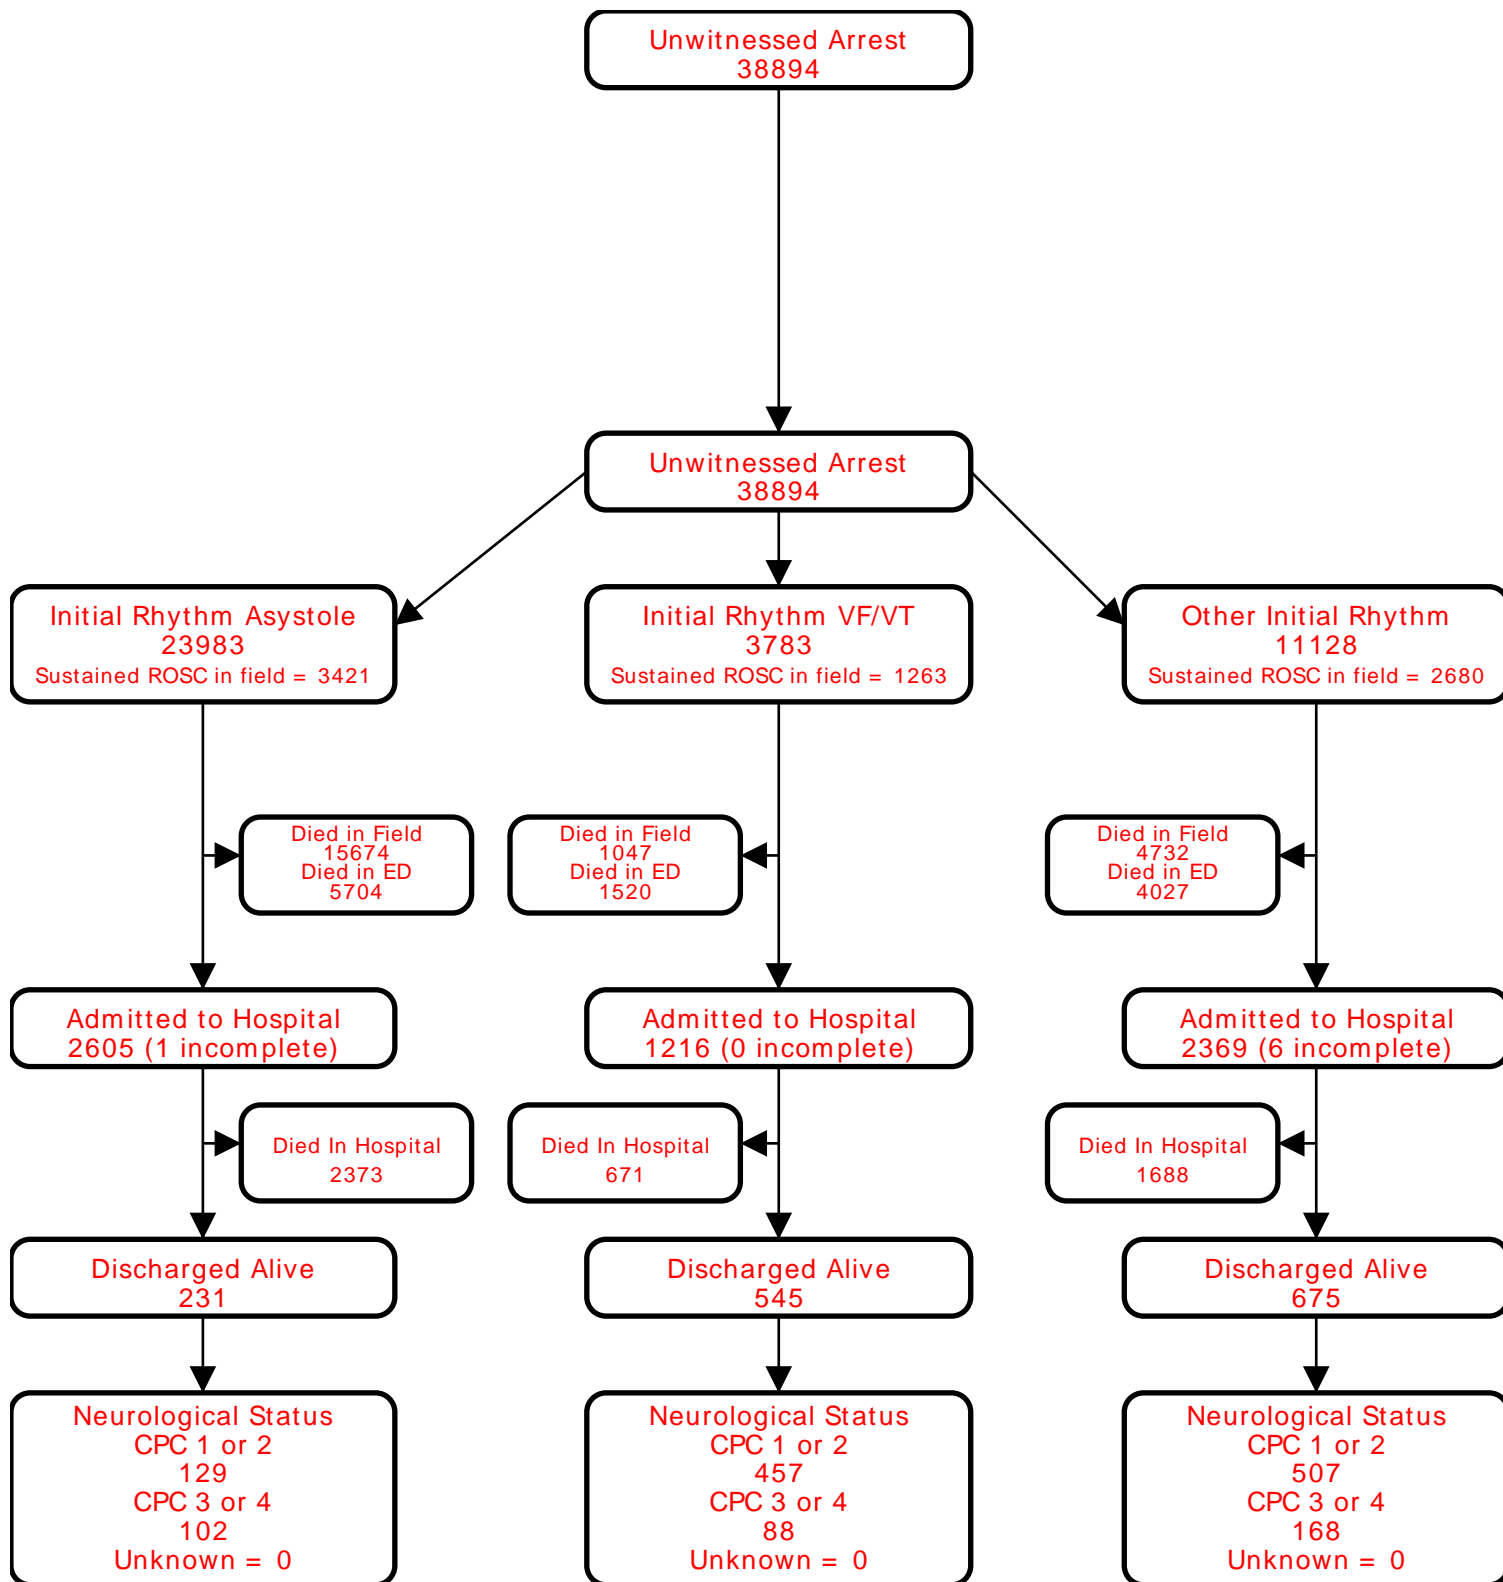 Unwitnessed Arrest
38894
Unwitnessed Arrest
38894
Initial Rhythm Asystole
23983
Sustained ROSC in field = 3421
Initial Rhythm VF/VT
3783
Sustained ROSC in field = 1263
Other Initial Rhythm
11128
Sustained ROSC in field = 2680
Died in Field
15674
Died in ED
5704
Died in Field
1047
Died in ED
1520
Died in Field
4732
Died in ED
4027
Admitted to Hospital
2605 (1 incomplete)
Admitted to Hospital
1216 (0 incomplete)
Admitted to Hospital
2369 (6 incomplete)
Died In Hospital
2373
Died In Hospital
671
Died In Hospital
1688
Discharged Alive
231
Discharged Alive
545
Discharged Alive
675
Neurological Status
CPC 1 or 2
129
CPC 3 or 4
102
Unknown = 0
Neurological Status
CPC 1 or 2
457
CPC 3 or 4
88
Unknown = 0
Neurological Status
CPC 1 or 2
507
CPC 3 or 4
168
Unknown = 0